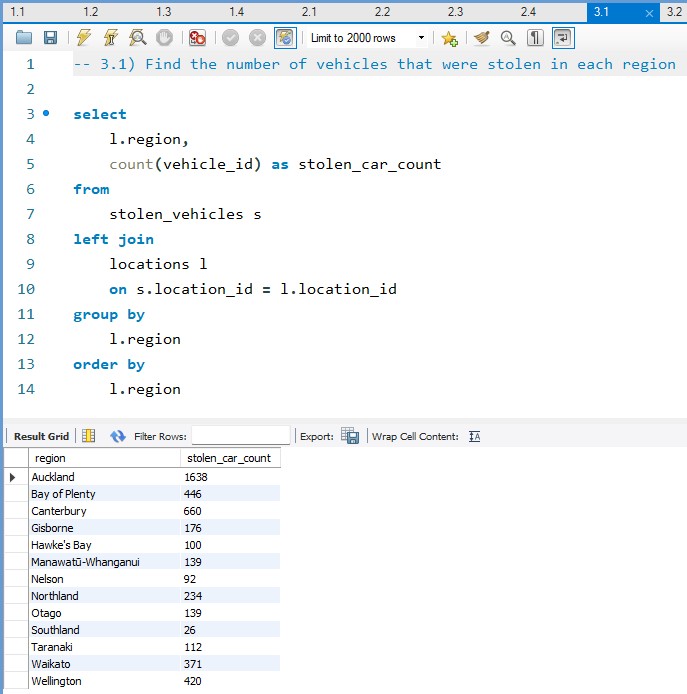 1.1 1.2 1.3 1.4 2.1 2.2 2.3 2.4 3.1 3.2
Limit to 2000 rows
1 -- 3.1) Find the number of vehicles that were stolen in each region
2
3 select
4 l.region,
5 count(vehicle_id) as stolen_car_count
6 from
7 stolen_vehicles s
8 left join
9 locations l
10 on s.location_id = l.location_id
11 group by
12 l.region
13 order by
14 l.region
Result Grid Filter Rows: Export: Wrap Cell Content: IA
region stolen_car_count
Auckland 1638
Bay of Plenty 446
Canterbury 660
Gisborne 176
Hawke's Bay 100
Manawatū-Whanganui 139
Nelson 92
Northland 234
Otago 139
Southland 26
Taranaki 112
Waikato 371
Wellington 420